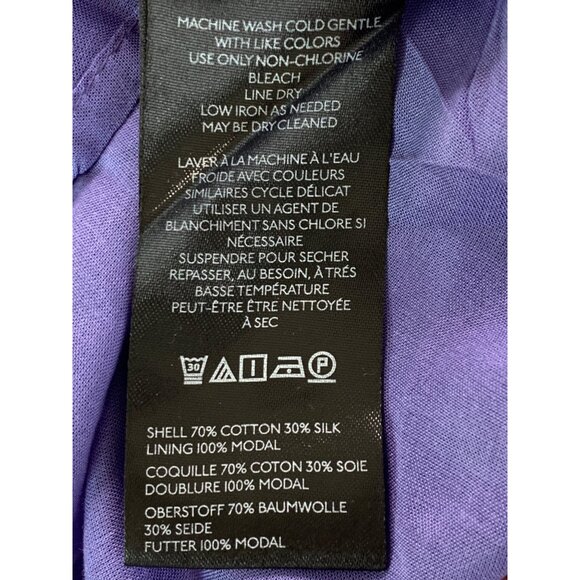 MACHINE WASH COLD GENTLE
WITH LIKE COLORS
USE ONLY NON-CHLORINE
BLEACH
LINE DRY
LOW IRON AS NEEDED
MAY BE DRYCLEANED
LAVER À LA MACHINE À L'EAU
FROIDE AVEC COULEURS
SIMILAIRES CYCLE DÉLICAT
UTILISER UN AGENT DE
BLANCHIMENT SANS CHLORE SI
NÉCESSAIRE
SUSPENDRE POUR SECHER
REPASSER, AU BESOIN, À TRÉS
BASSE TEMPÉRATURE
PEUT-ÊTRE ÊTRE NETTOYÉE
À SEC
30 P
SHELL 70% COTTON 30% SILK
LINING 100% MODAL
COQUILLE 70% COTON 30% SOIE
DOUBLURE 100% MODAL
OBERSTOFF 70% BAUMWOLLE
30% SEIDE
FUTTER 100% MODAL